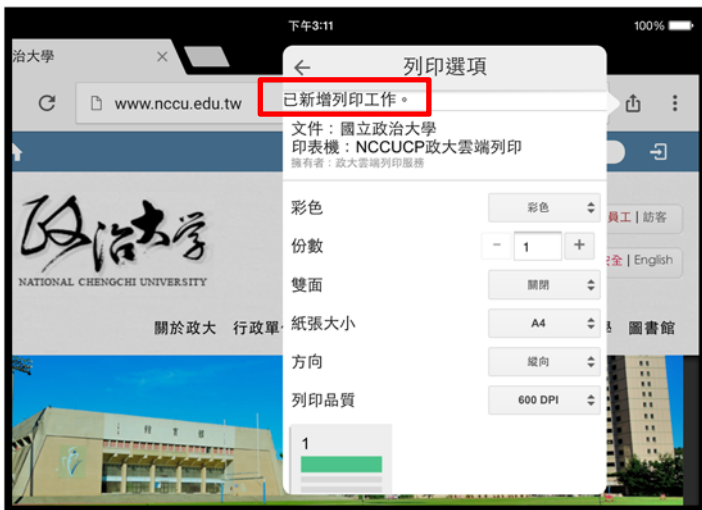 下午3:11
100%
治大學
www.nccu.edu.tw
列印選項
已新增列印工作。
文件：國立政治大學
印表機：NCCUCP政大雲端列印
擁有者：政大雲端列印服務
彩色
彩色
員工 | 訪客
份數
1
雙面
關閉
安全 | English
政治大學
NATIONAL CHENGCHI UNIVERSITY
關於政大
行政單
紙張大小
A4
圖書館
方向
縱向
列印品質
600 DPI
1